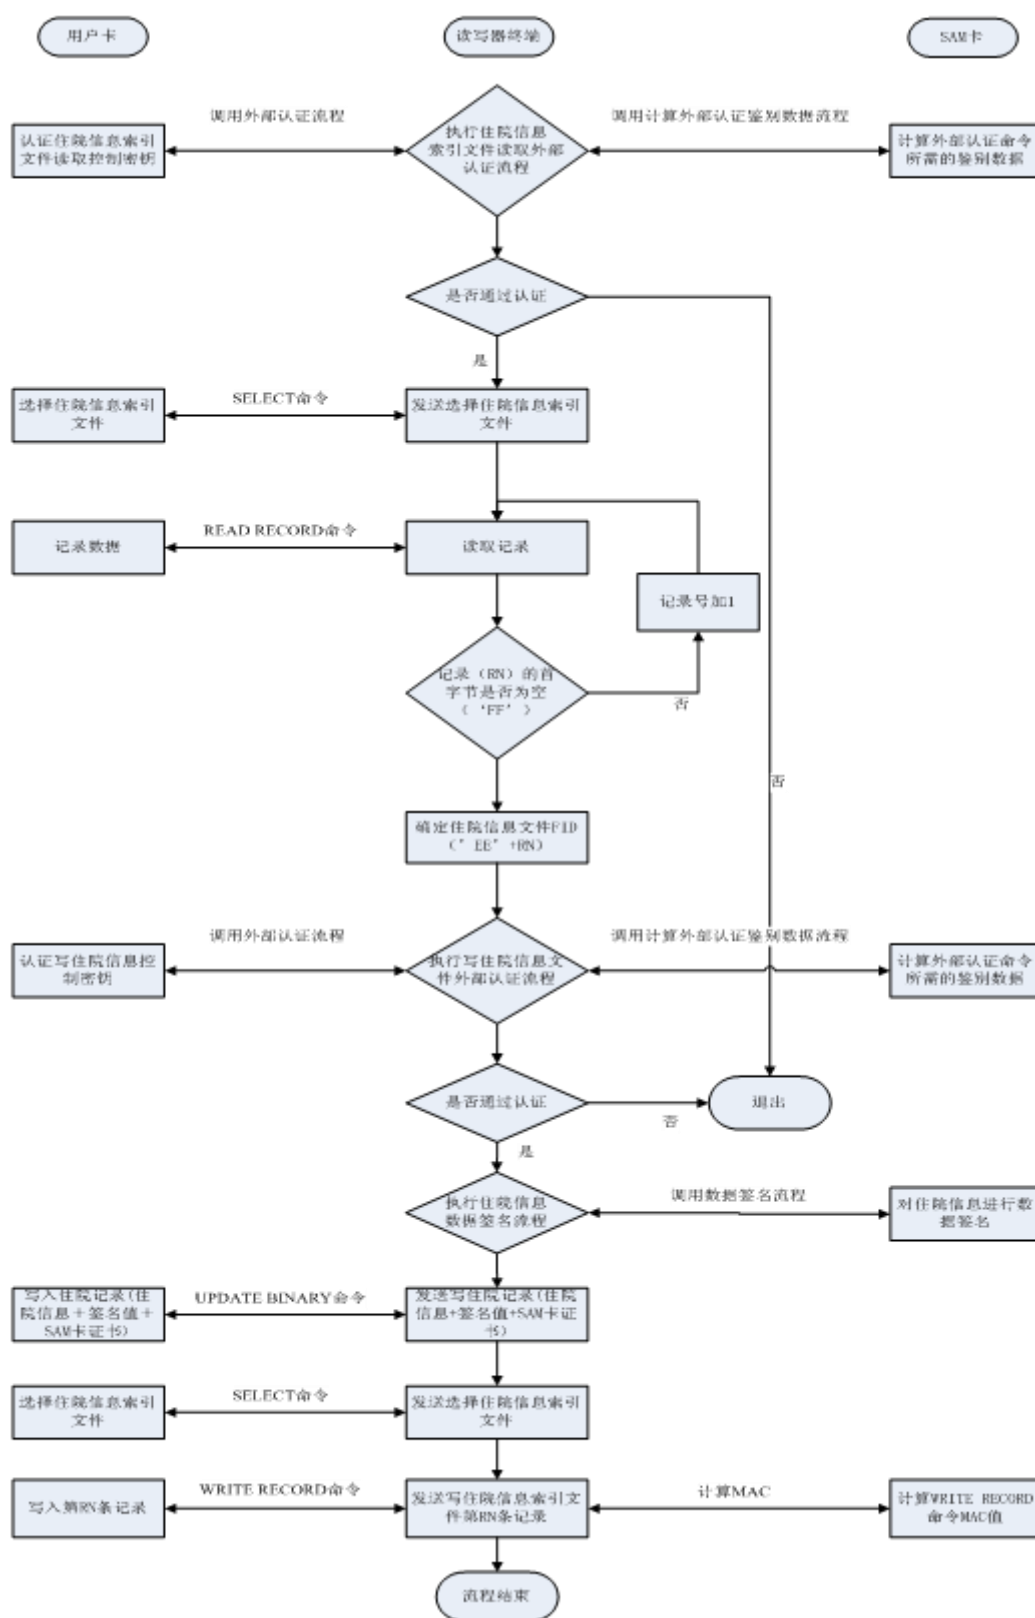 用户卡
读写器终端
SAM卡
调用外部认证流程
调用计算外部认证鉴别数据流程
认证住院信息索引
文件读取控制密钥
执行住院信息
索引文件读取外部
认证流程
计算外部认证命令
所需的鉴别数据
是否通过认证
是
选择住院信息索引
文件
SELECT命令
发送选择住院信息索引
文件
记录数据
READ RECORD命令
读取记录
记录号加1
记录（RN）的首
字节是否为空
（‘FF’）
否
否
确定住院信息文件FID
(”EE”+RN)
调用外部认证流程
调用计算外部认证鉴别数据流程
认证写住院信息控
制密钥
执行写住院信息文
件外部认证流程
计算外部认证命令
所需的鉴别数据
是否通过认证
否
退出
是
执行住院信息
数据签名流程
调用数据签名流程
对住院信息进行数
据签名
写入住院记录(住
院信息＋签名值＋
SAM卡证书)
UPDATE BINARY命令
发送写住院记录(住院
信息+签名值+SAM卡证
书)
选择住院信息索引
文件
SELECT命令
发送选择住院信息索引
文件
写入第RN条记录
WRITE RECORD命令
发送写住院信息索引文
件第RN条记录
计算MAC
计算WRITE RECORD
命令MAC值
流程结束